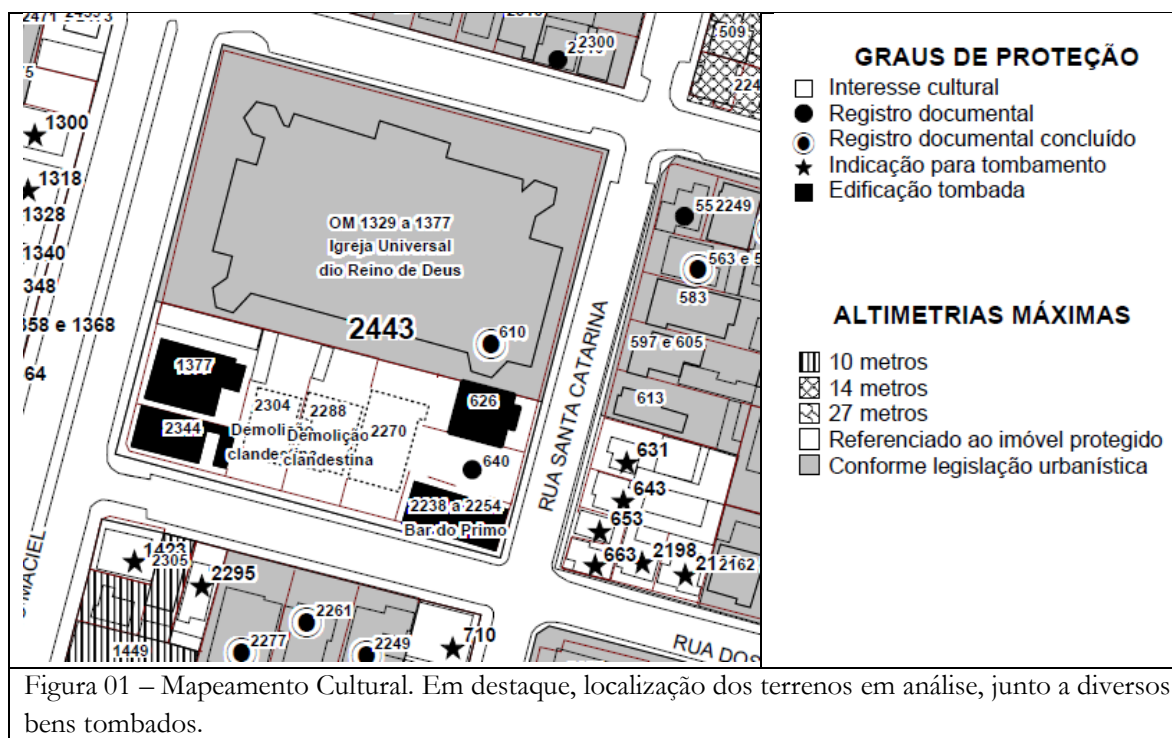 2300
509
1300
1318
1328
1340
348
358 e 1368
64
OM 1329 a 1377
Igreja Universal
dio Reino de Deus
2443
610
1377
2344
2304
Demolição
clandestina
2288
Demolição
clandestina
2270
626
640
2238 a 2254
Bar do Primo
RUA SANTA CATARINA
2249
563 e 5
583
597 e 605
613
631
643
653
663
2198
2162
MACIEL
1423
2305
2295
1449
2277
2261
2249
710
RUA DOS
GRAUS DE PROTEÇÃO
Interesse cultural
Registro documental
Registro documental concluído
Indicação para tombamento
Edificação tombada
ALTIMETRIAS MÁXIMAS
10 metros
14 metros
27 metros
Referenciado ao imóvel protegido
Conforme legislação urbanística
Figura 01 – Mapeamento Cultural. Em destaque, localização dos terrenos em análise, junto a diversos
bens tombados.